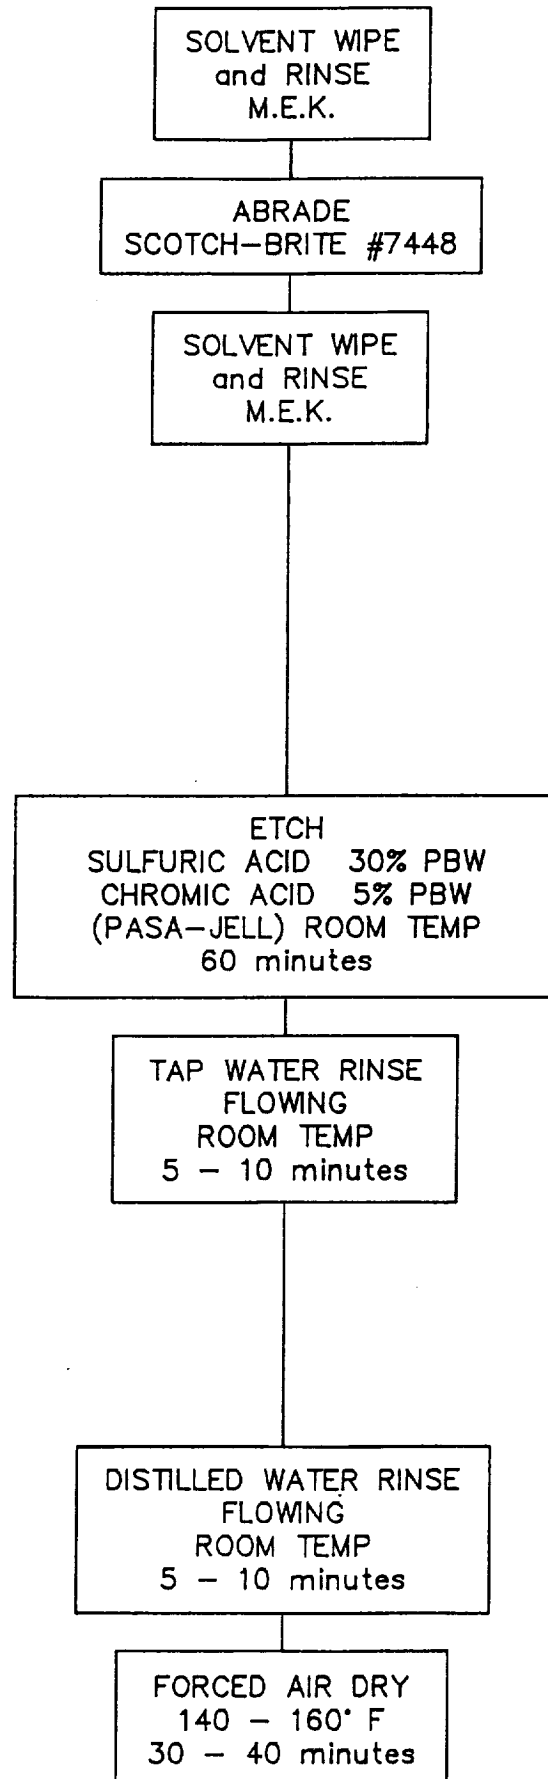 SOLVENT WIPE
and RINSE
M.E.K.
ABRADE
SCOTCH-BRITE #7448
SOLVENT WIPE
and RINSE
M.E.K.
ETCH
SULFURIC ACID 30% PBW
CHROMIC ACID 5% PBW
(PASA-JELL) ROOM TEMP
60 minutes
TAP WATER RINSE
FLOWING
ROOM TEMP
5 - 10 minutes
DISTILLED WATER RINSE
FLOWING
ROOM TEMP
5 - 10 minutes
FORCED AIR DRY
140 - 160° F
30 - 40 minutes